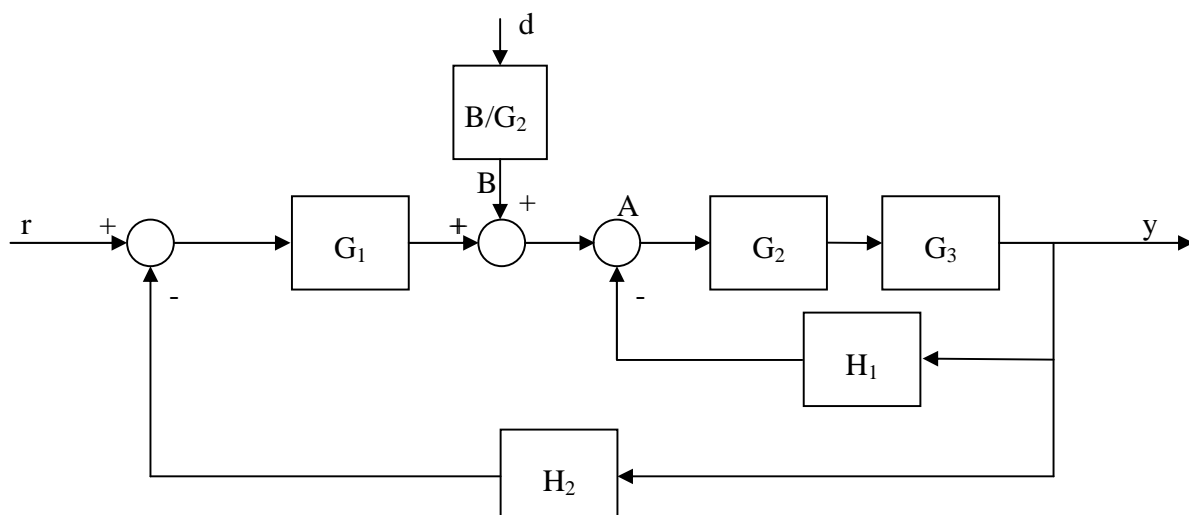 d
B/G₂
B
+
A
r
+
G₁
+
G₂
G₃
y
-
-
H₁
H₂